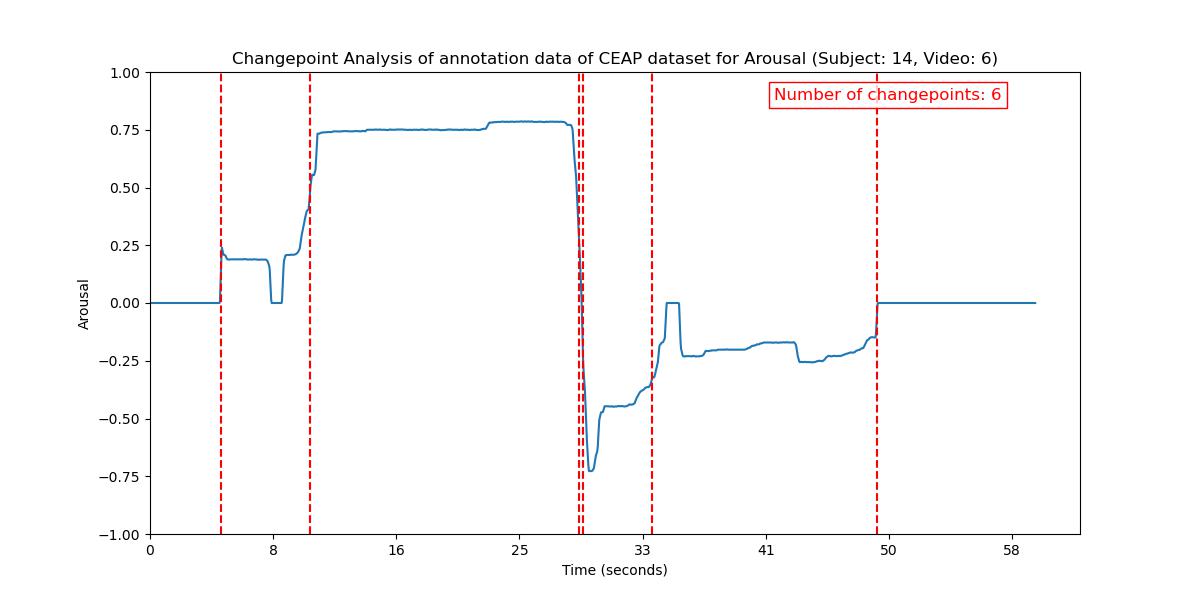 Changepoint Analysis of annotation data of CEAP dataset for Arousal (Subject: 14, Video: 6)
Number of changepoints: 6
1.00
0.75
0.50
0.25
0.00
−0.25
−0.50
−0.75
−1.00
Arousal
0 8 16 25 33 41 50 58
Time (seconds)